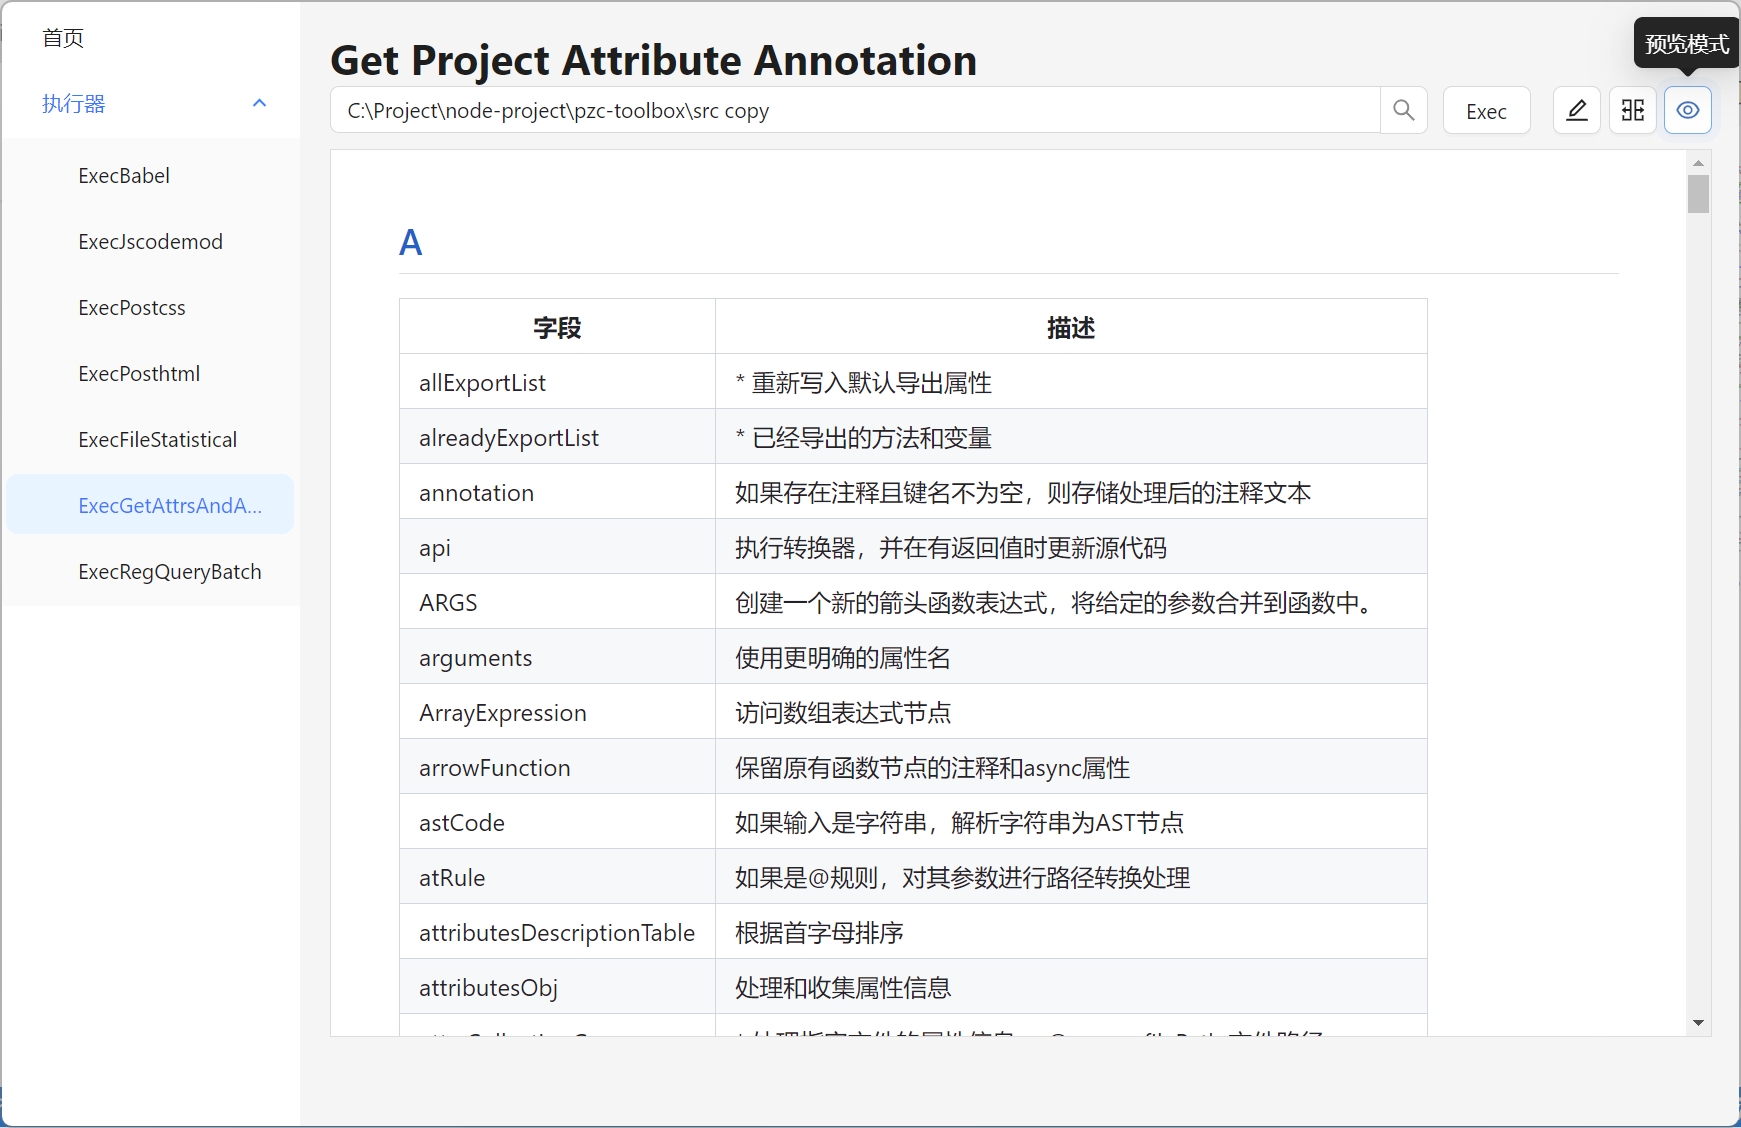 首页
执行器
ExecBabel
ExecJscodemod
ExecPostcss
ExecPosthtml
ExecFileStatistical
ExecGetAttrsAndA...
ExecRegQueryBatch
Get Project Attribute Annotation
预览模式
C:\Project\node-project\pzc-toolbox\src copy
Exec
A
字段 描述
allExportList * 重新写入默认导出属性
alreadyExportList * 已经导出的方法和变量
annotation 如果存在注释且键名不为空，则存储处理后的注释文本
api 执行转换器，并在有返回值时更新源代码
ARGS 创建一个新的箭头函数表达式，将给定的参数合并到函数中。
arguments 使用更明确的属性名
ArrayExpression 访问数组表达式节点
arrowFunction 保留原有函数节点的注释和async属性
astCode 如果输入是字符串，解析字符串为AST节点
atRule 如果是@规则，对其参数进行路径转换处理
attributesDescriptionTable 根据首字母排序
attributesObj 处理和收集属性信息